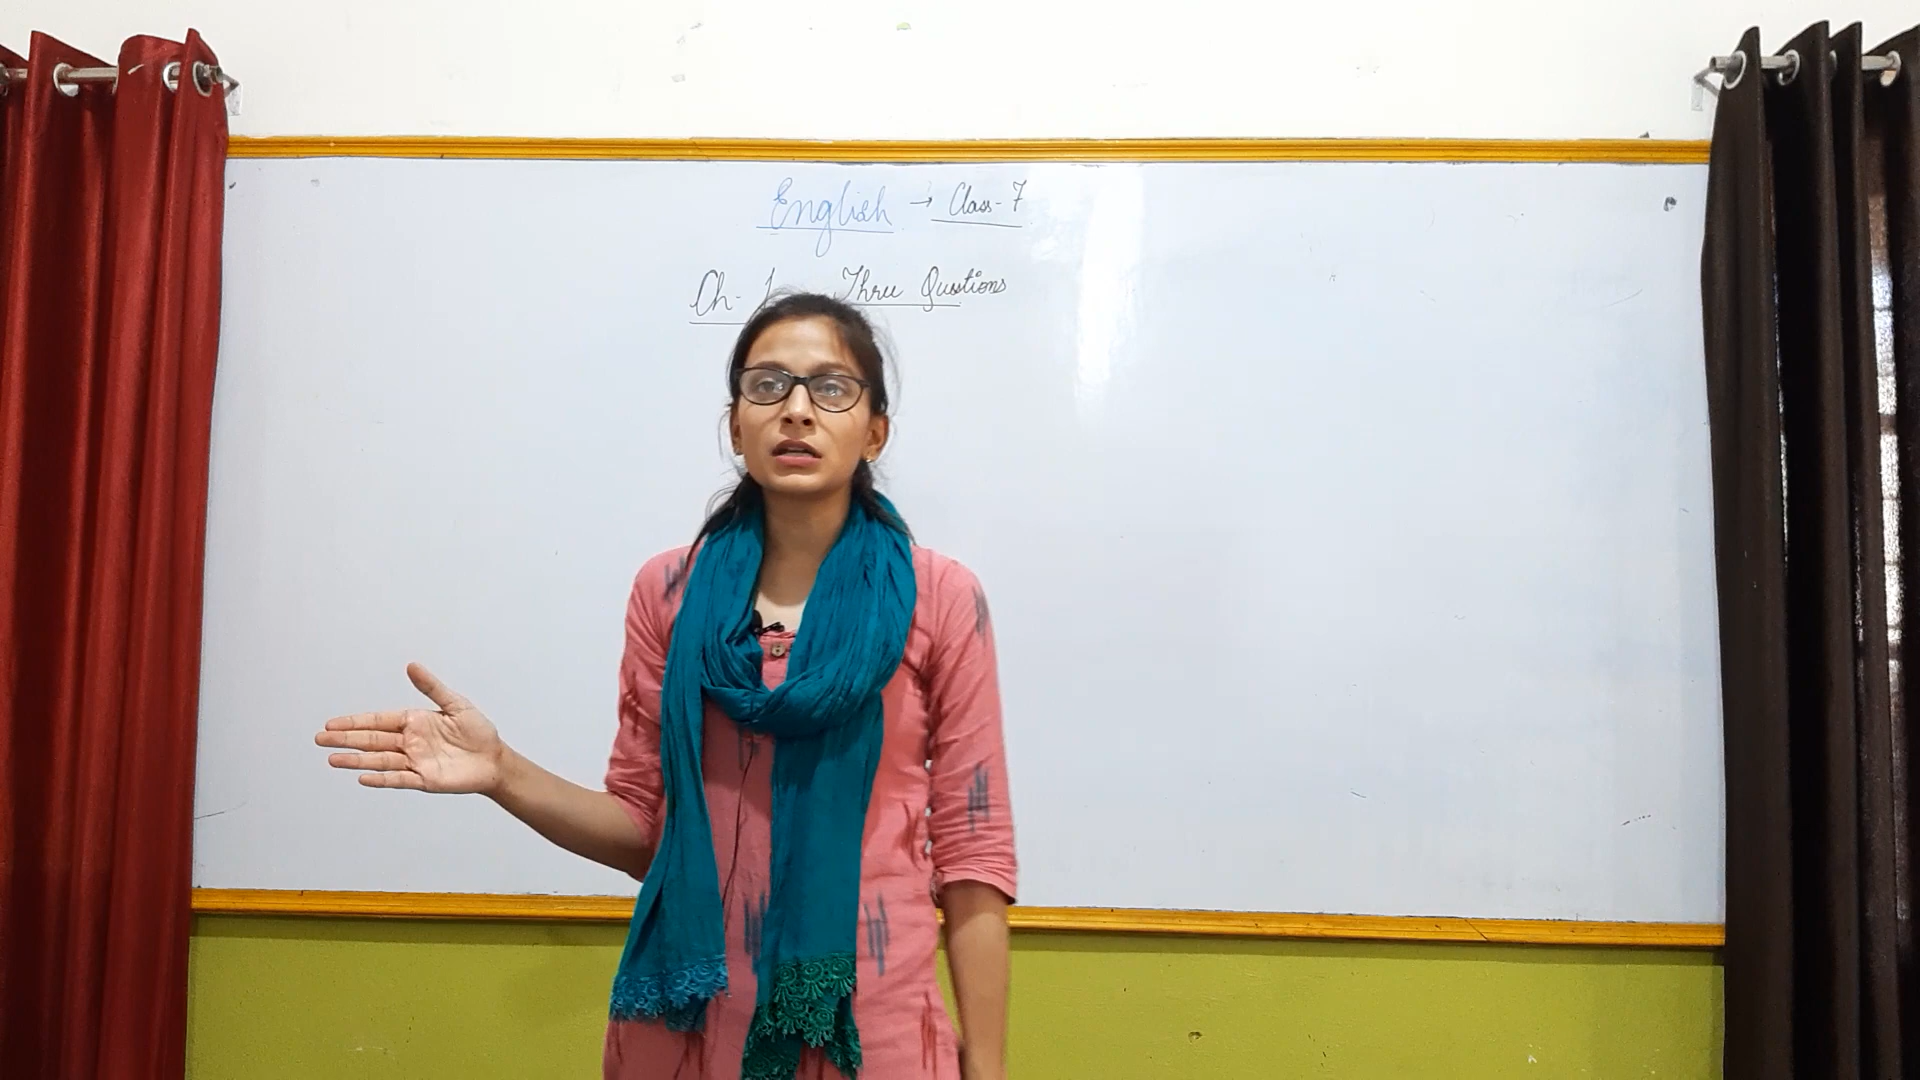 English → Class-7
Ch- 1 Three Questions